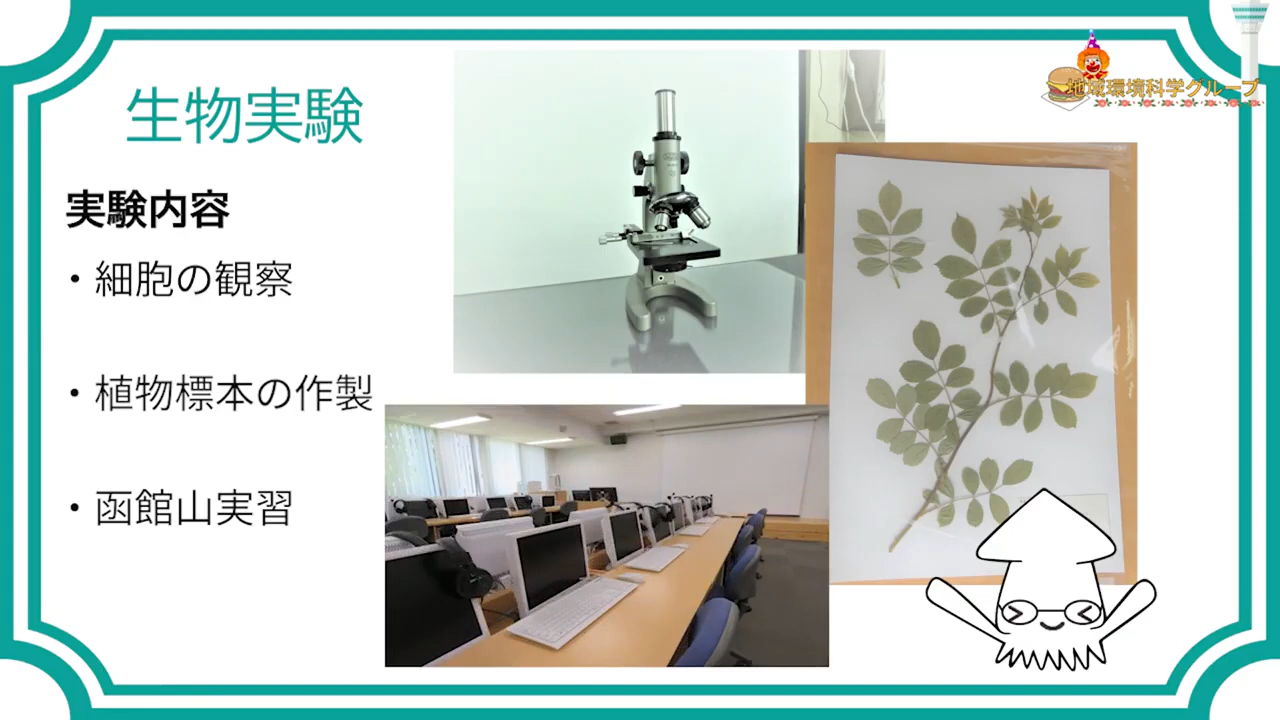 地域環境科学グループ
生物実験
実験内容
・細胞の観察
・植物標本の作製
・函館山実習